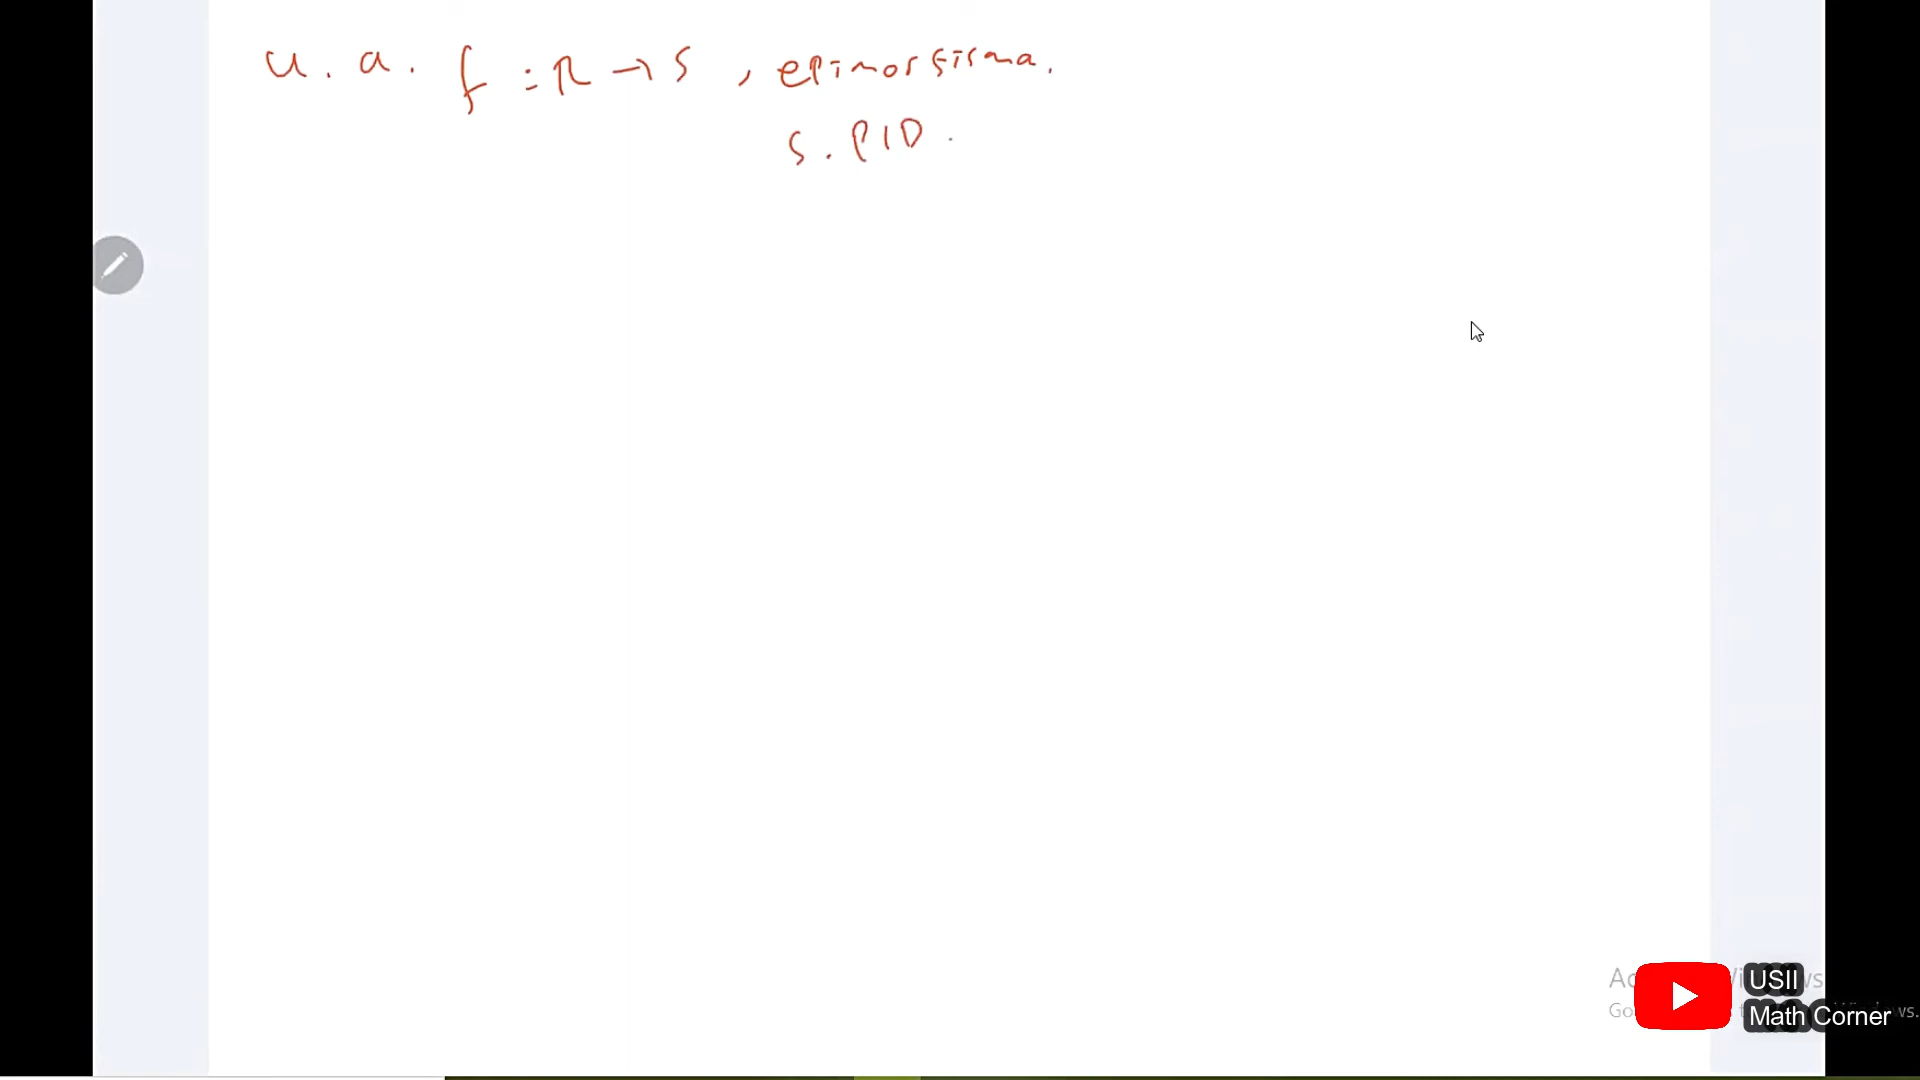 u. a. f : R → S , epimorfisma.
S. PID.
USII
Math Corner